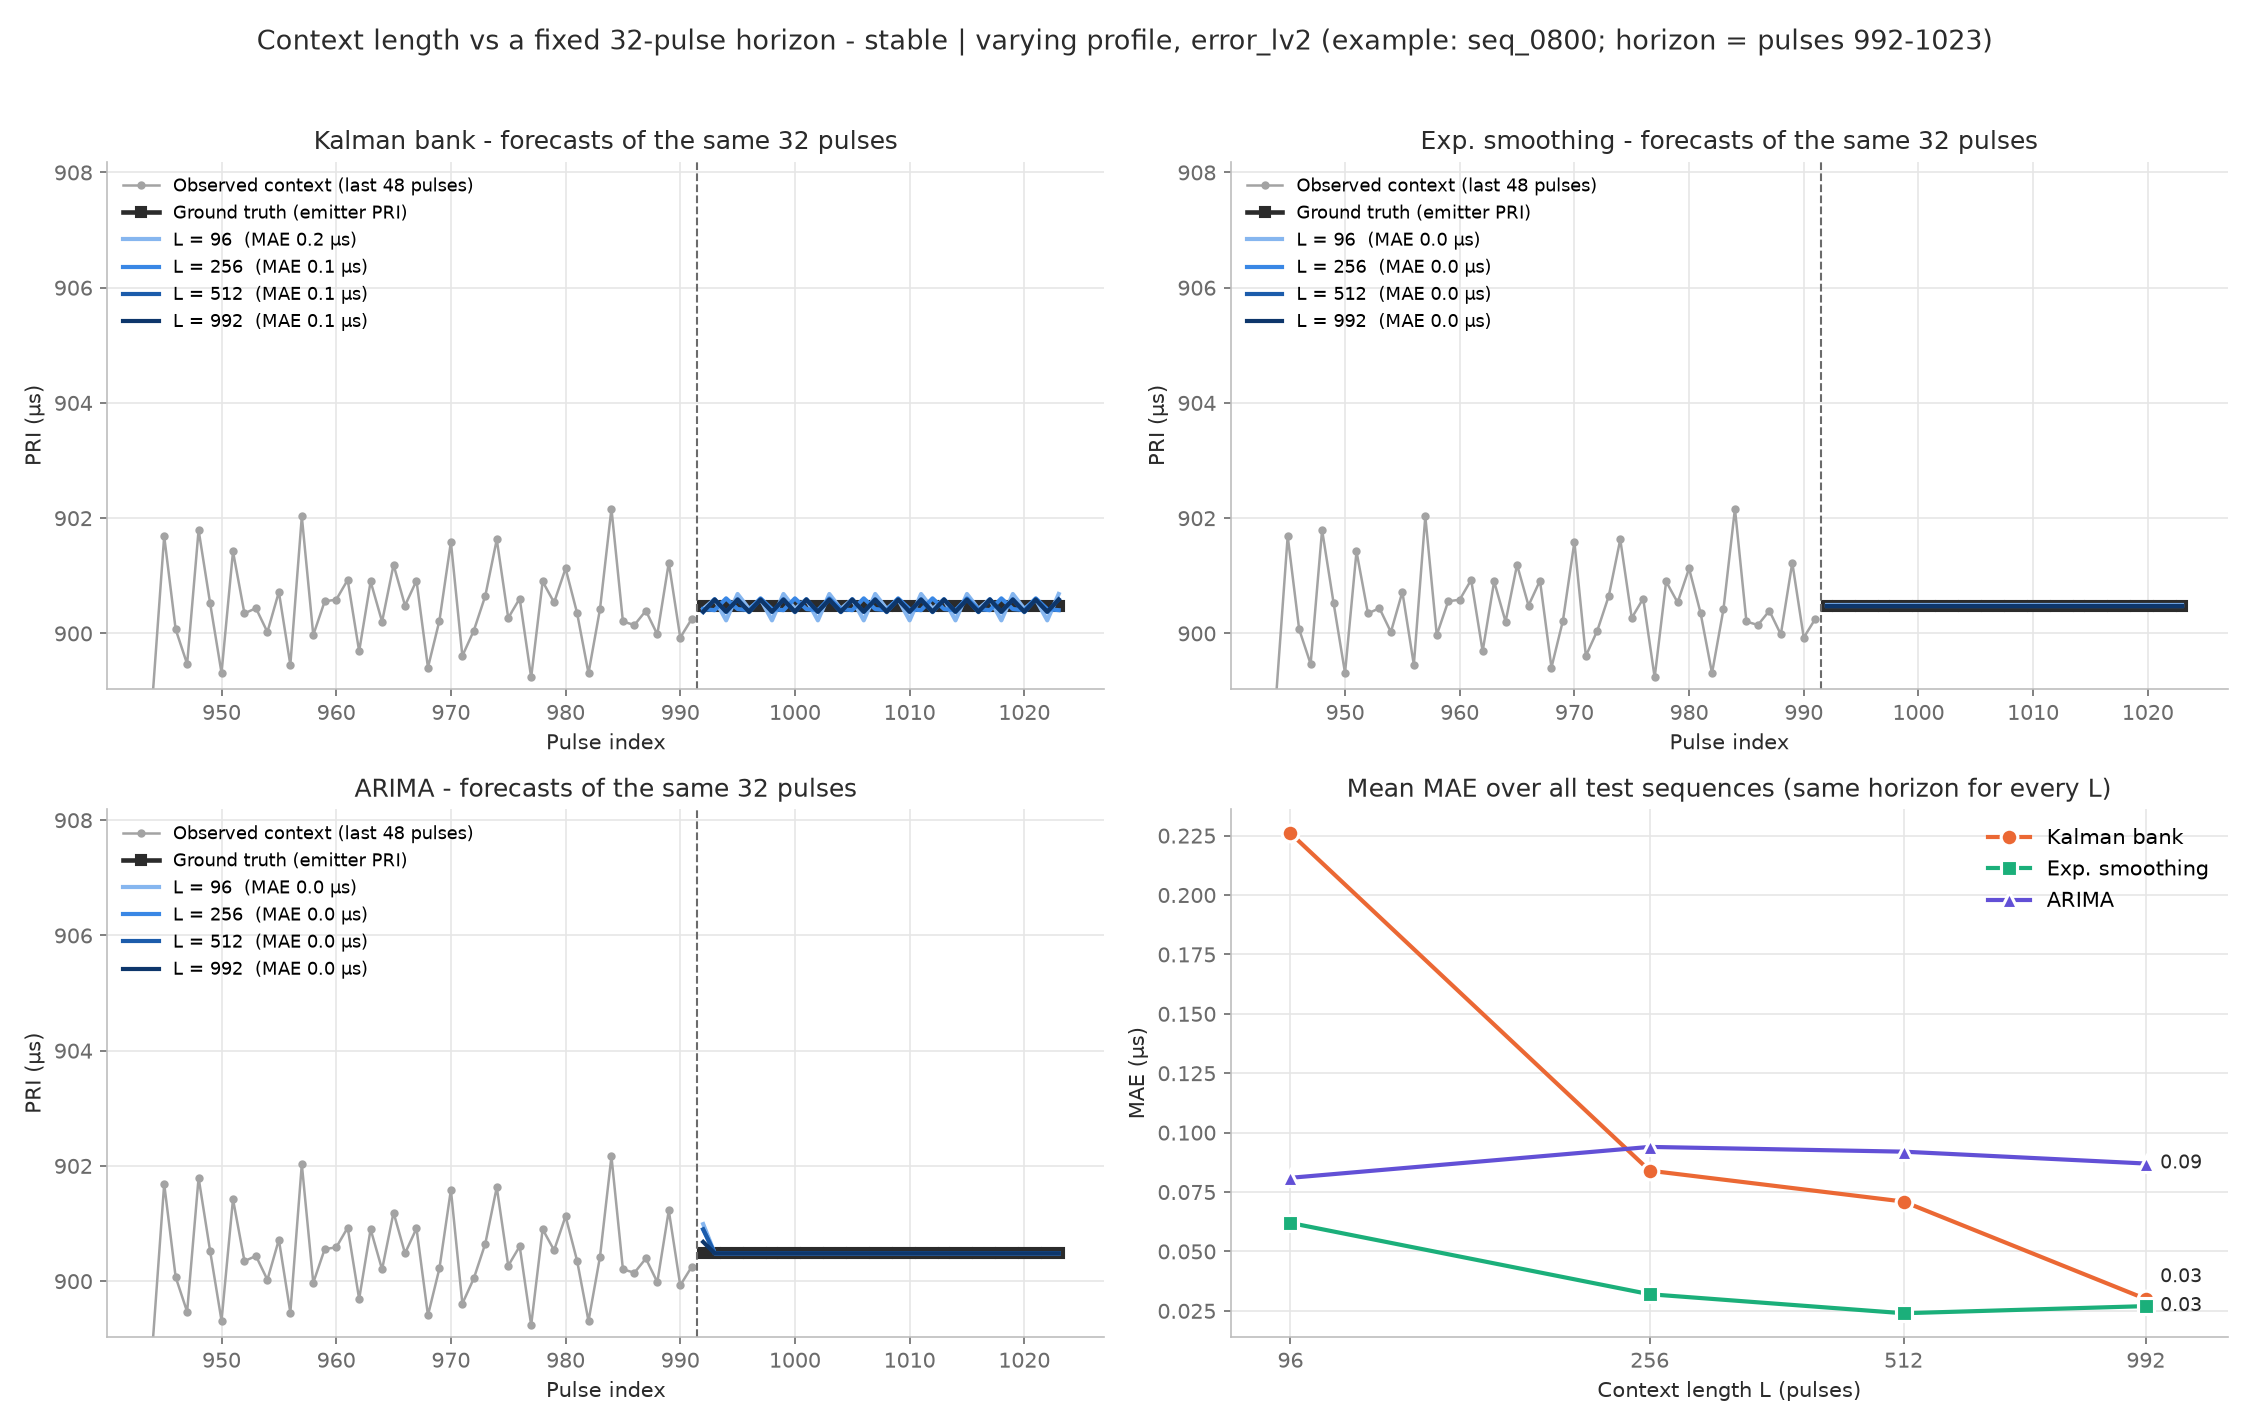 Context length vs a fixed 32-pulse horizon - stable | varying profile, error_lv2 (example: seq_0800; horizon = pulses 992-1023)
Kalman bank - forecasts of the same 32 pulses
PRI (µs)
908
906
904
902
900
Observed context (last 48 pulses)
Ground truth (emitter PRI)
L = 96 (MAE 0.2 µs)
L = 256 (MAE 0.1 µs)
L = 512 (MAE 0.1 µs)
L = 992 (MAE 0.1 µs)
950 960 970 980 990 1000 1010 1020
Pulse index
Exp. smoothing - forecasts of the same 32 pulses
PRI (µs)
908
906
904
902
900
Observed context (last 48 pulses)
Ground truth (emitter PRI)
L = 96 (MAE 0.0 µs)
L = 256 (MAE 0.0 µs)
L = 512 (MAE 0.0 µs)
L = 992 (MAE 0.0 µs)
950 960 970 980 990 1000 1010 1020
Pulse index
ARIMA - forecasts of the same 32 pulses
PRI (µs)
908
906
904
902
900
Observed context (last 48 pulses)
Ground truth (emitter PRI)
L = 96 (MAE 0.0 µs)
L = 256 (MAE 0.0 µs)
L = 512 (MAE 0.0 µs)
L = 992 (MAE 0.0 µs)
950 960 970 980 990 1000 1010 1020
Pulse index
Mean MAE over all test sequences (same horizon for every L)
MAE (µs)
0.225
0.200
0.175
0.150
0.125
0.100
0.075
0.050
0.025
Kalman bank
Exp. smoothing
ARIMA
0.09
0.03
0.03
96 256 512 992
Context length L (pulses)